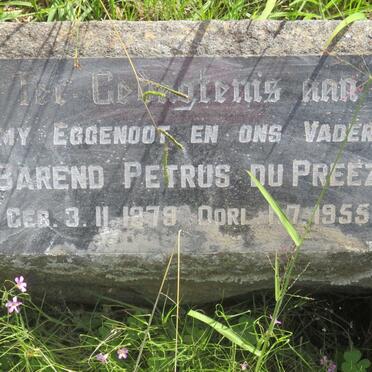 Ter Gedagtenis aan
MY EGGENOOT EN ONS VADER
BAREND PETRUS DU PREEZ
GEB. 3.11.1879 OORL. 1.7.1955